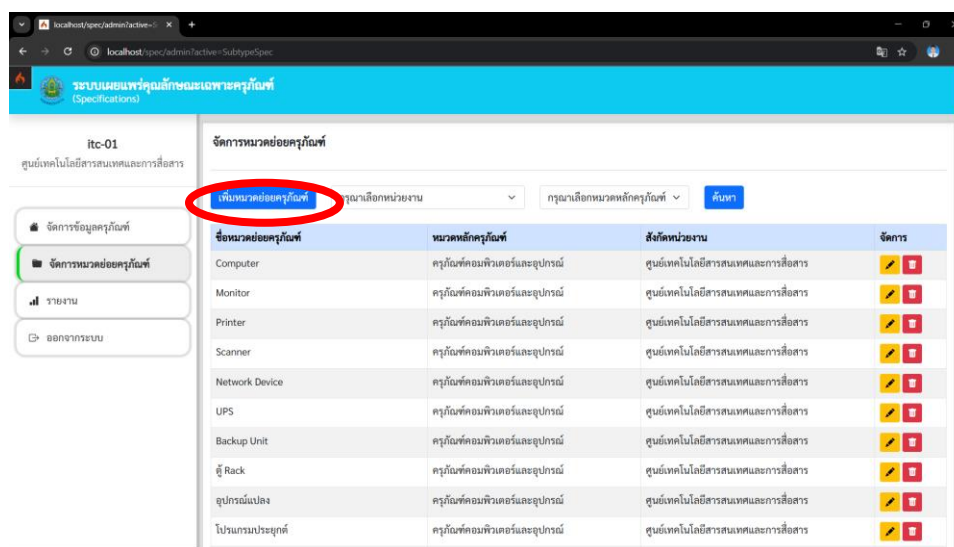 localhost/spec/admin?active=S
localhost/spec/admin?active=SubtypeSpec
ระบบเผยแพร่คุณลักษณะเฉพาะครุภัณฑ์
(Specifications)
itc-01
ศูนย์เทคโนโลยีสารสนเทศและการสื่อสาร
จัดการข้อมูลครุภัณฑ์
จัดการหมวดย่อยครุภัณฑ์
รายงาน
ออกจากระบบ
จัดการหมวดย่อยครุภัณฑ์
เพิ่มหมวดย่อยครุภัณฑ์ รุณาเลือกหน่วยงาน กรุณาเลือกหมวดหลักครุภัณฑ์ ค้นหา
ชื่อหมวดย่อยครุภัณฑ์ หมวดหลักครุภัณฑ์ สังกัดหน่วยงาน จัดการ
Computer ครุภัณฑ์คอมพิวเตอร์และอุปกรณ์ ศูนย์เทคโนโลยีสารสนเทศและการสื่อสาร
Monitor ครุภัณฑ์คอมพิวเตอร์และอุปกรณ์ ศูนย์เทคโนโลยีสารสนเทศและการสื่อสาร
Printer ครุภัณฑ์คอมพิวเตอร์และอุปกรณ์ ศูนย์เทคโนโลยีสารสนเทศและการสื่อสาร
Scanner ครุภัณฑ์คอมพิวเตอร์และอุปกรณ์ ศูนย์เทคโนโลยีสารสนเทศและการสื่อสาร
Network Device ครุภัณฑ์คอมพิวเตอร์และอุปกรณ์ ศูนย์เทคโนโลยีสารสนเทศและการสื่อสาร
UPS ครุภัณฑ์คอมพิวเตอร์และอุปกรณ์ ศูนย์เทคโนโลยีสารสนเทศและการสื่อสาร
Backup Unit ครุภัณฑ์คอมพิวเตอร์และอุปกรณ์ ศูนย์เทคโนโลยีสารสนเทศและการสื่อสาร
ตู้ Rack ครุภัณฑ์คอมพิวเตอร์และอุปกรณ์ ศูนย์เทคโนโลยีสารสนเทศและการสื่อสาร
อุปกรณ์แปลง ครุภัณฑ์คอมพิวเตอร์และอุปกรณ์ ศูนย์เทคโนโลยีสารสนเทศและการสื่อสาร
โปรแกรมประยุกต์ ครุภัณฑ์คอมพิวเตอร์และอุปกรณ์ ศูนย์เทคโนโลยีสารสนเทศและการสื่อสาร